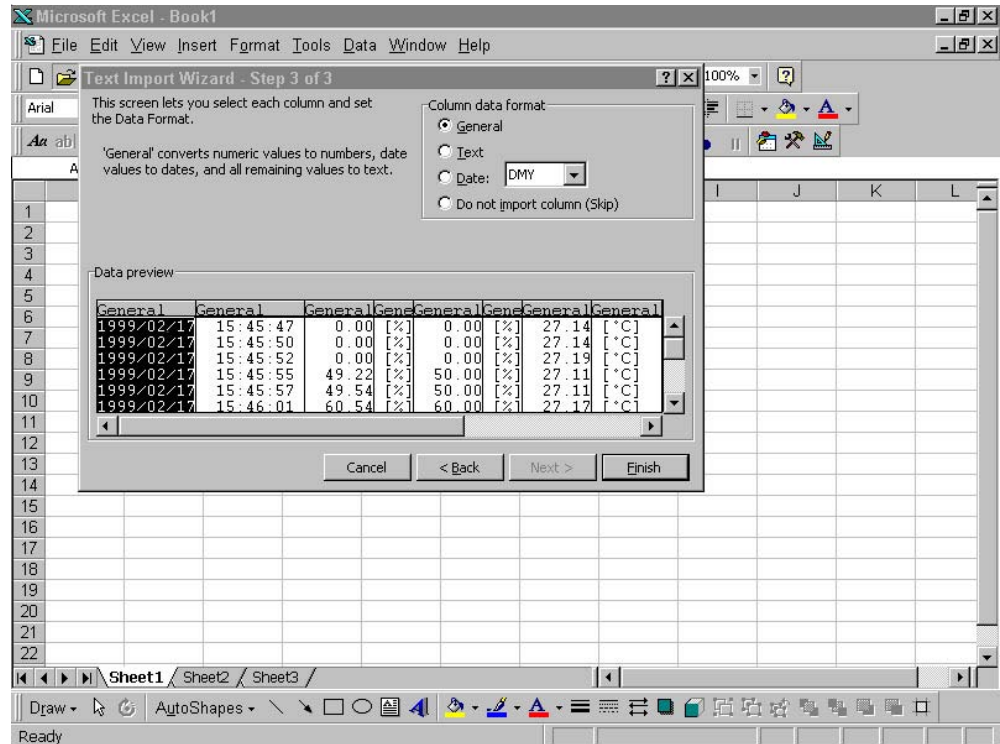 Microsoft Excel - Book1
File Edit View Insert Format Tools Data Window Help
Text Import Wizard - Step 3 of 3
100%
Arial
This screen lets you select each column and set
the Data Format.
'General' converts numeric values to numbers, date
values to dates, and all remaining values to text.
Column data format
General
Text
Date: DMY
Do not import column (Skip)
A
I J K L
Data preview
General General General Gene General Gene General General
1999/02/17 15:45:47 0.00 [%] 0.00 [%] 27.14 [°C]
1999/02/17 15:45:50 0.00 [%] 0.00 [%] 27.14 [°C]
1999/02/17 15:45:52 0.00 [%] 0.00 [%] 27.19 [°C]
1999/02/17 15:45:55 49.22 [%] 50.00 [%] 27.11 [°C]
1999/02/17 15:45:57 49.54 [%] 50.00 [%] 27.11 [°C]
1999/02/17 15:46:01 60.54 [%] 60.00 [%] 27.17 [°C]
Cancel < Back Next > Finish
1
2
3
4
5
6
7
8
9
10
11
12
13
14
15
16
17
18
19
20
21
22
Sheet1 Sheet2 Sheet3
Draw AutoShapes
Ready